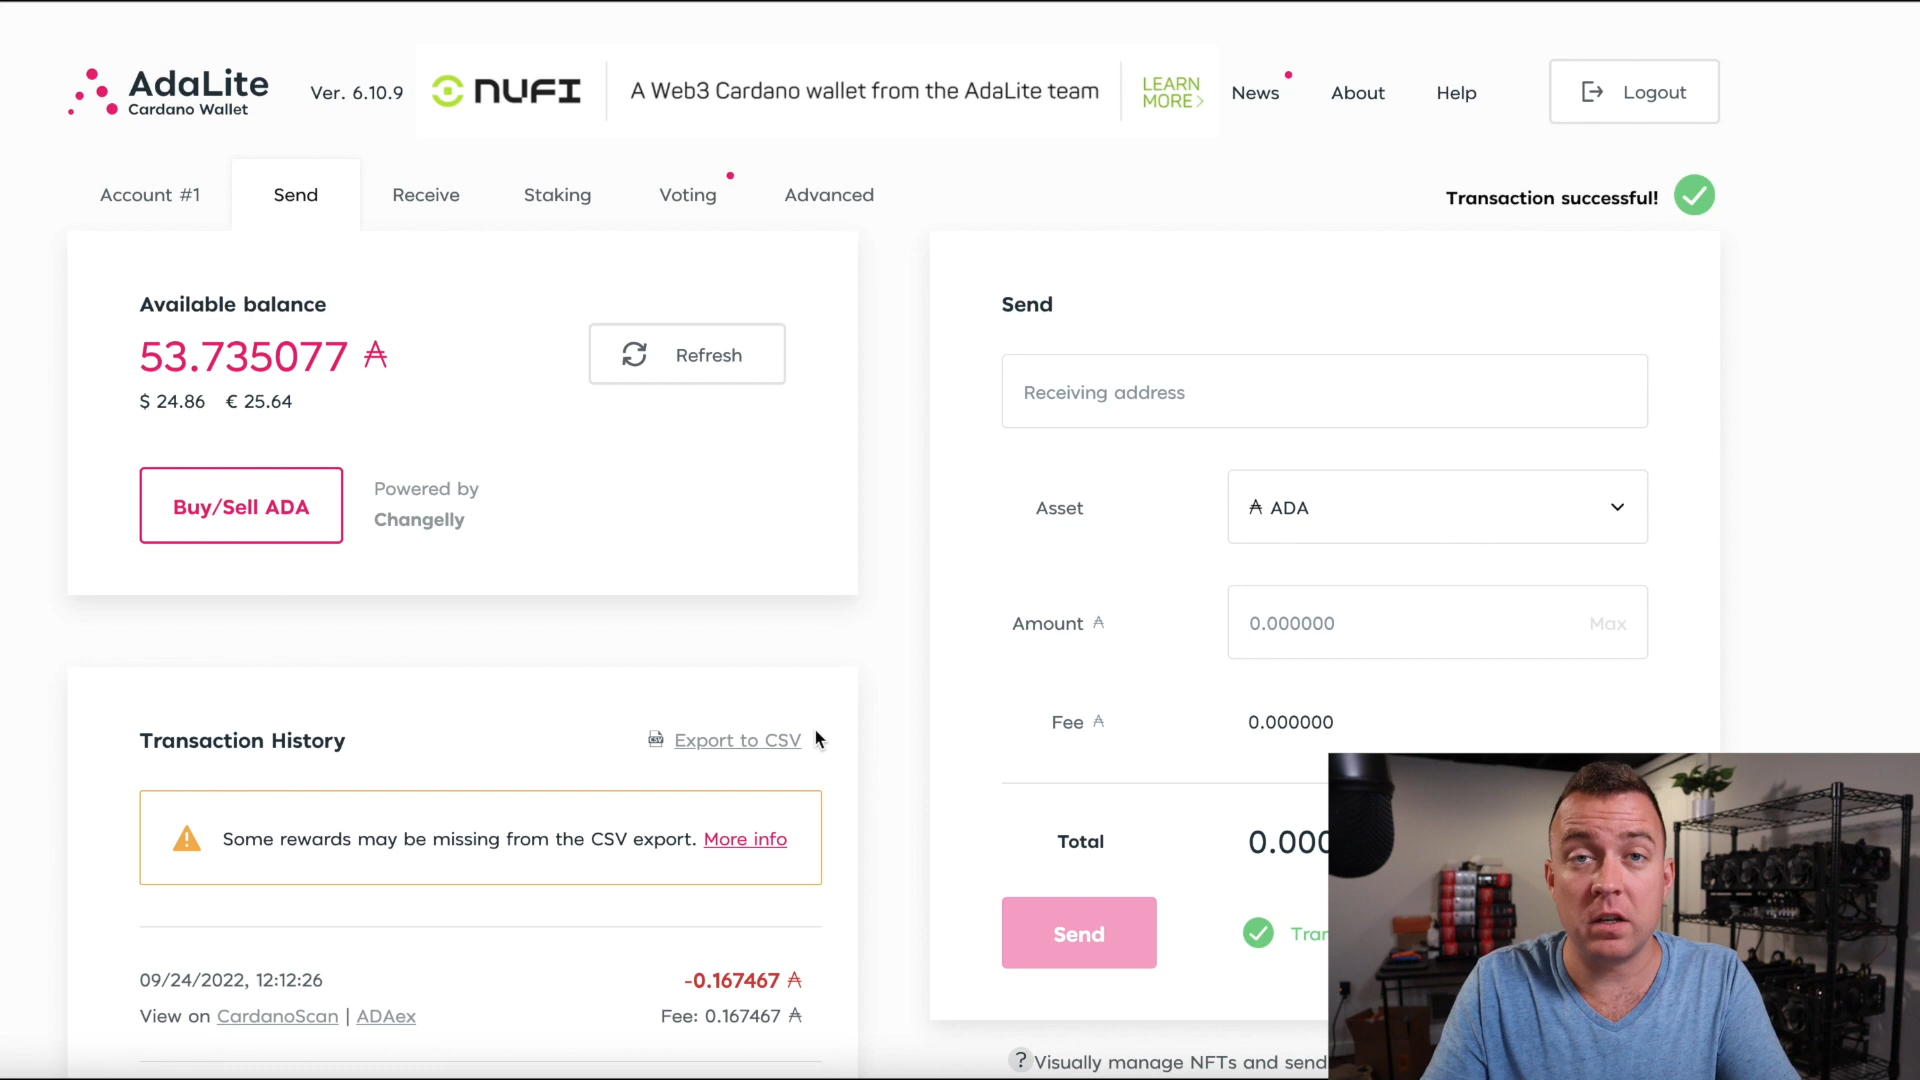 AdaLite
Cardano Wallet
Ver. 6.10.9
NUFI
A Web3 Cardano wallet from the AdaLite team
LEARN
MORE>
News
About
Help
Logout
Account #1
Send
Receive
Staking
Voting
Advanced
Transaction successful!
Available balance
53.735077 ₳
$ 24.86 € 25.64
Refresh
Buy/Sell ADA
Powered by
Changelly
Transaction History
CSV
Export to CSV
Some rewards may be missing from the CSV export. More info
09/24/2022, 12:12:26
-0.167467 ₳
View on CardanoScan | ADAex
Fee: 0.167467 ₳
Send
Receiving address
Asset
₳ ADA
Amount ₳
0.000000
Max
Fee ₳
0.000000
Total
0.000
Send
Tran
? Visually manage NFTs and send